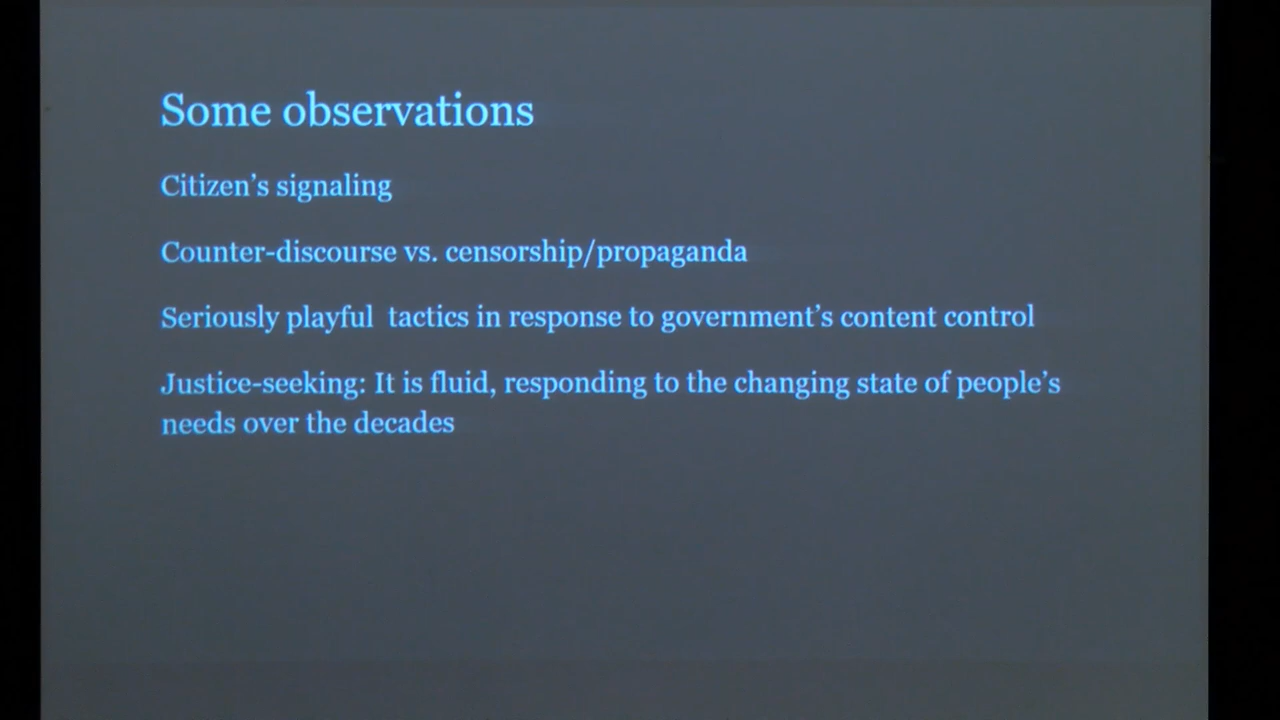 Some observations
Citizen’s signaling
Counter-discourse vs. censorship/propaganda
Seriously playful  tactics in response to government’s content control
Justice-seeking: It is fluid, responding to the changing state of people’s
needs over the decades